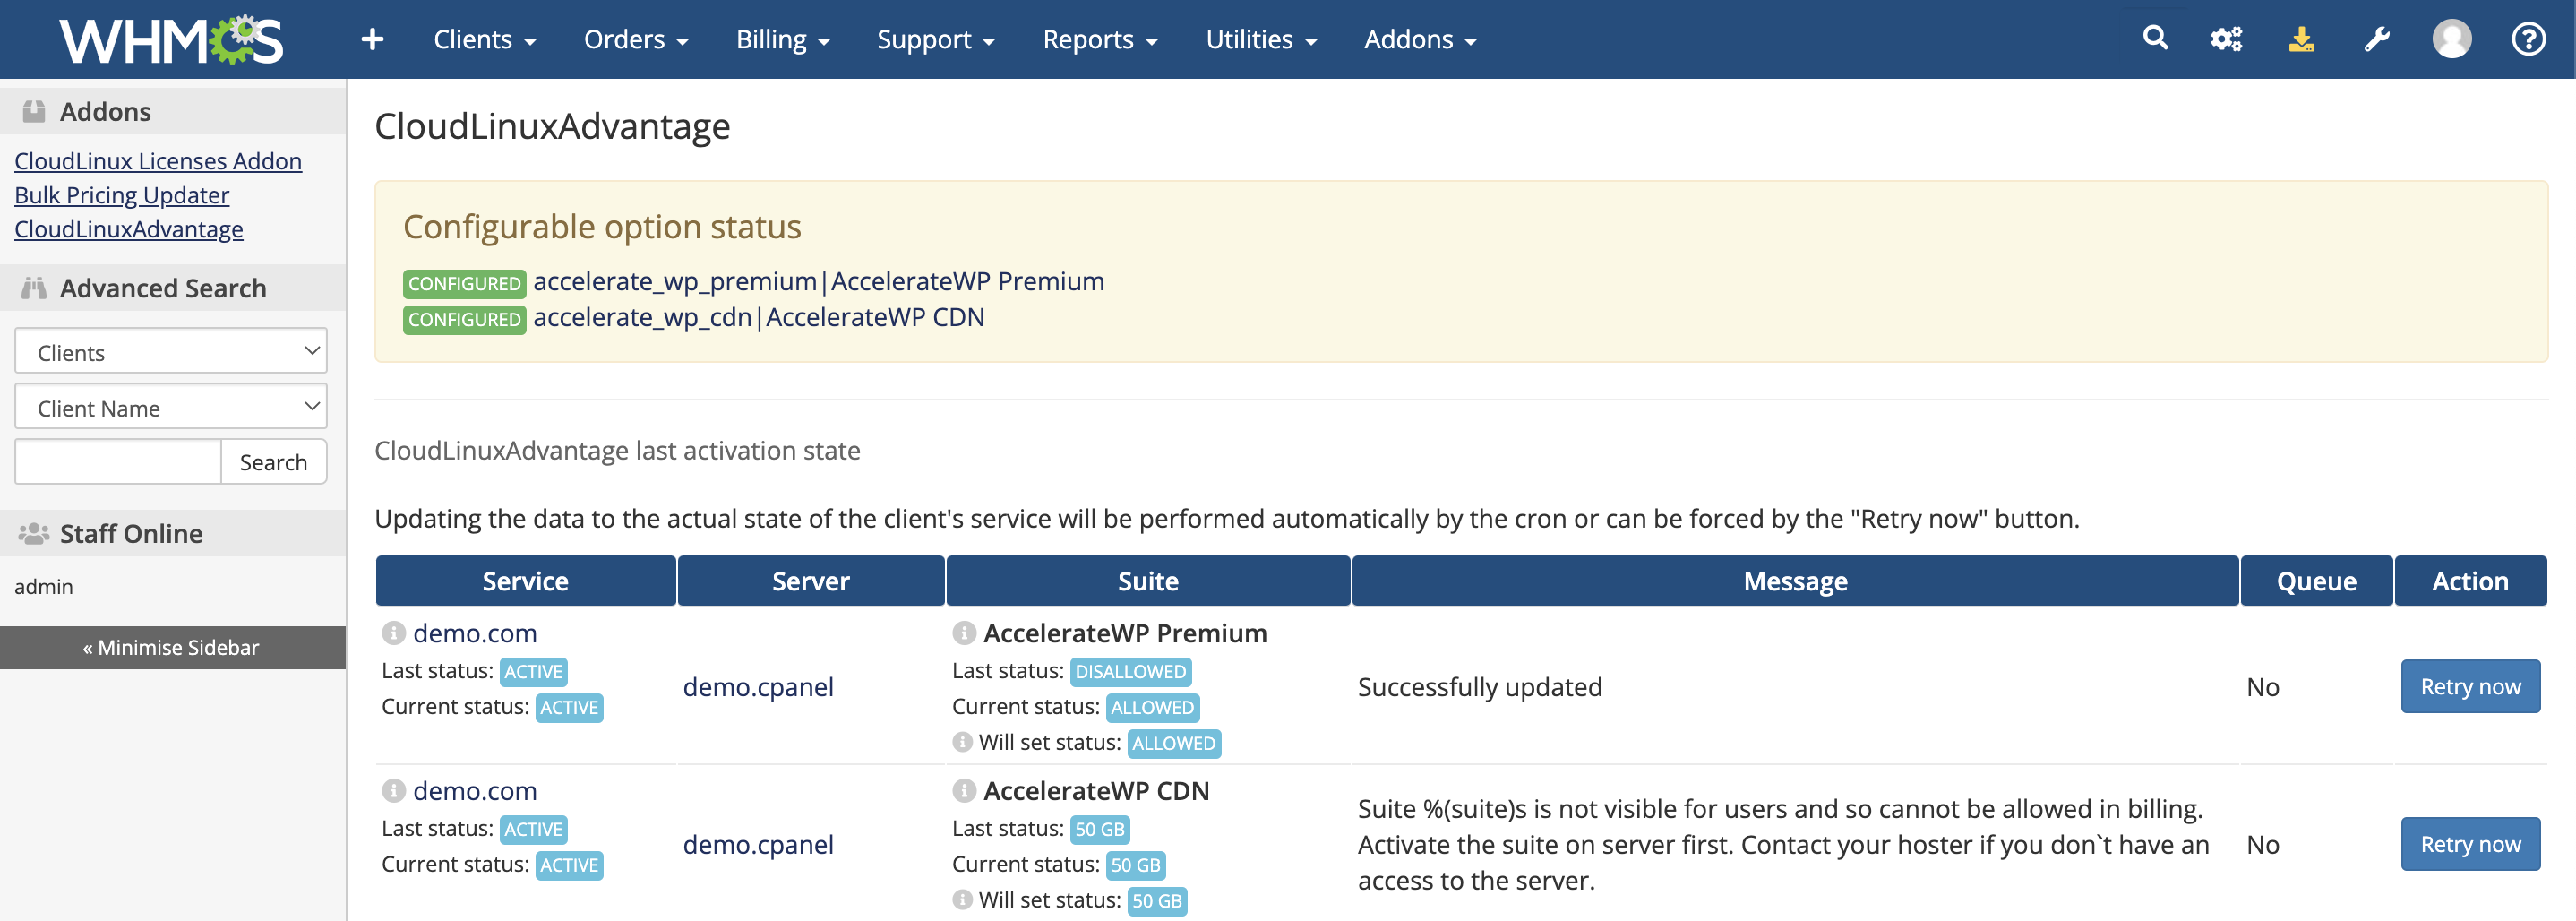 WHMCS
Clients
Orders
Billing
Support
Reports
Utilities
Addons
Addons
CloudLinux Licenses Addon
Bulk Pricing Updater
CloudLinuxAdvantage
Advanced Search
Clients
Client Name
Search
Staff Online
admin
« Minimise Sidebar
CloudLinuxAdvantage
Configurable option status
CONFIGURED accelerate_wp_premium|AccelerateWP Premium
CONFIGURED accelerate_wp_cdn|AccelerateWP CDN
CloudLinuxAdvantage last activation state
Updating the data to the actual state of the client's service will be performed automatically by the cron or can be forced by the "Retry now" button.
Service Server Suite Message Queue Action
demo.com
Last status: ACTIVE
Current status: ACTIVE
demo.cpanel
AccelerateWP Premium
Last status: DISALLOWED
Current status: ALLOWED
Will set status: ALLOWED
Successfully updated
No
Retry now
demo.com
Last status: ACTIVE
Current status: ACTIVE
demo.cpanel
AccelerateWP CDN
Last status: 50 GB
Current status: 50 GB
Will set status: 50 GB
Suite %(suite)s is not visible for users and so cannot be allowed in billing.
Activate the suite on server first. Contact your hoster if you don`t have an
access to the server.
No
Retry now